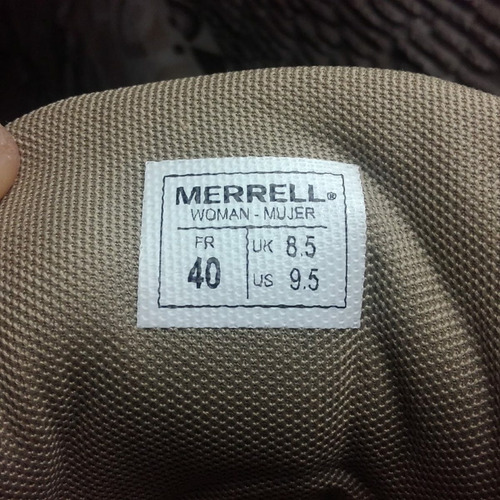 MERRELL®
WOMAN - MUJER
FR
40
UK 8.5
US 9.5